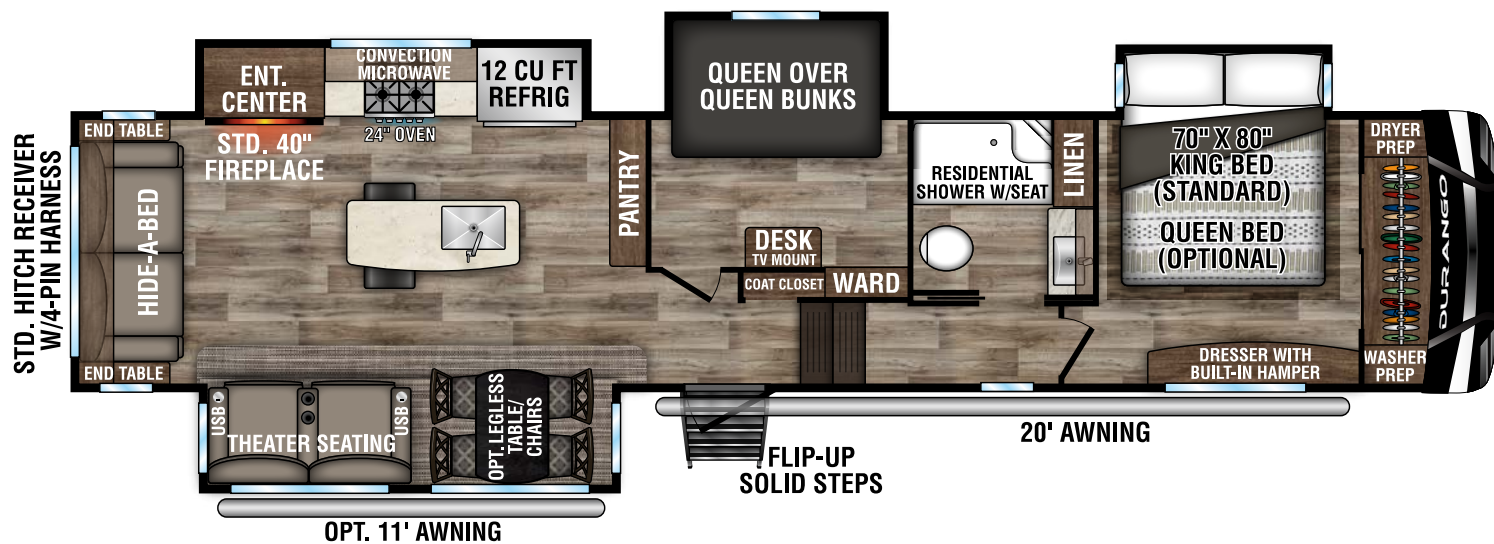 STD. HITCH RECEIVER
W/4-PIN HARNESS
END TABLE
HIDE-A-BED
END TABLE
ENT.
CENTER
STD. 40"
FIREPLACE
CONVECTION
MICROWAVE
24" OVEN
12 CU FT
REFRIG
PANTRY
QUEEN OVER
QUEEN BUNKS
DESK
TV MOUNT
COAT CLOSET
WARD
RESIDENTIAL
SHOWER W/SEAT
LINEN
70" X 80"
KING BED
(STANDARD)
QUEEN BED
(OPTIONAL)
DRYER
PREP
DURANGO
WASHER
PREP
DRESSER WITH
BUILT-IN HAMPER
USB
THEATER SEATING
USB
OPT. LEGLESS
TABLE/
CHAIRS
FLIP-UP
SOLID STEPS
20' AWNING
OPT. 11' AWNING